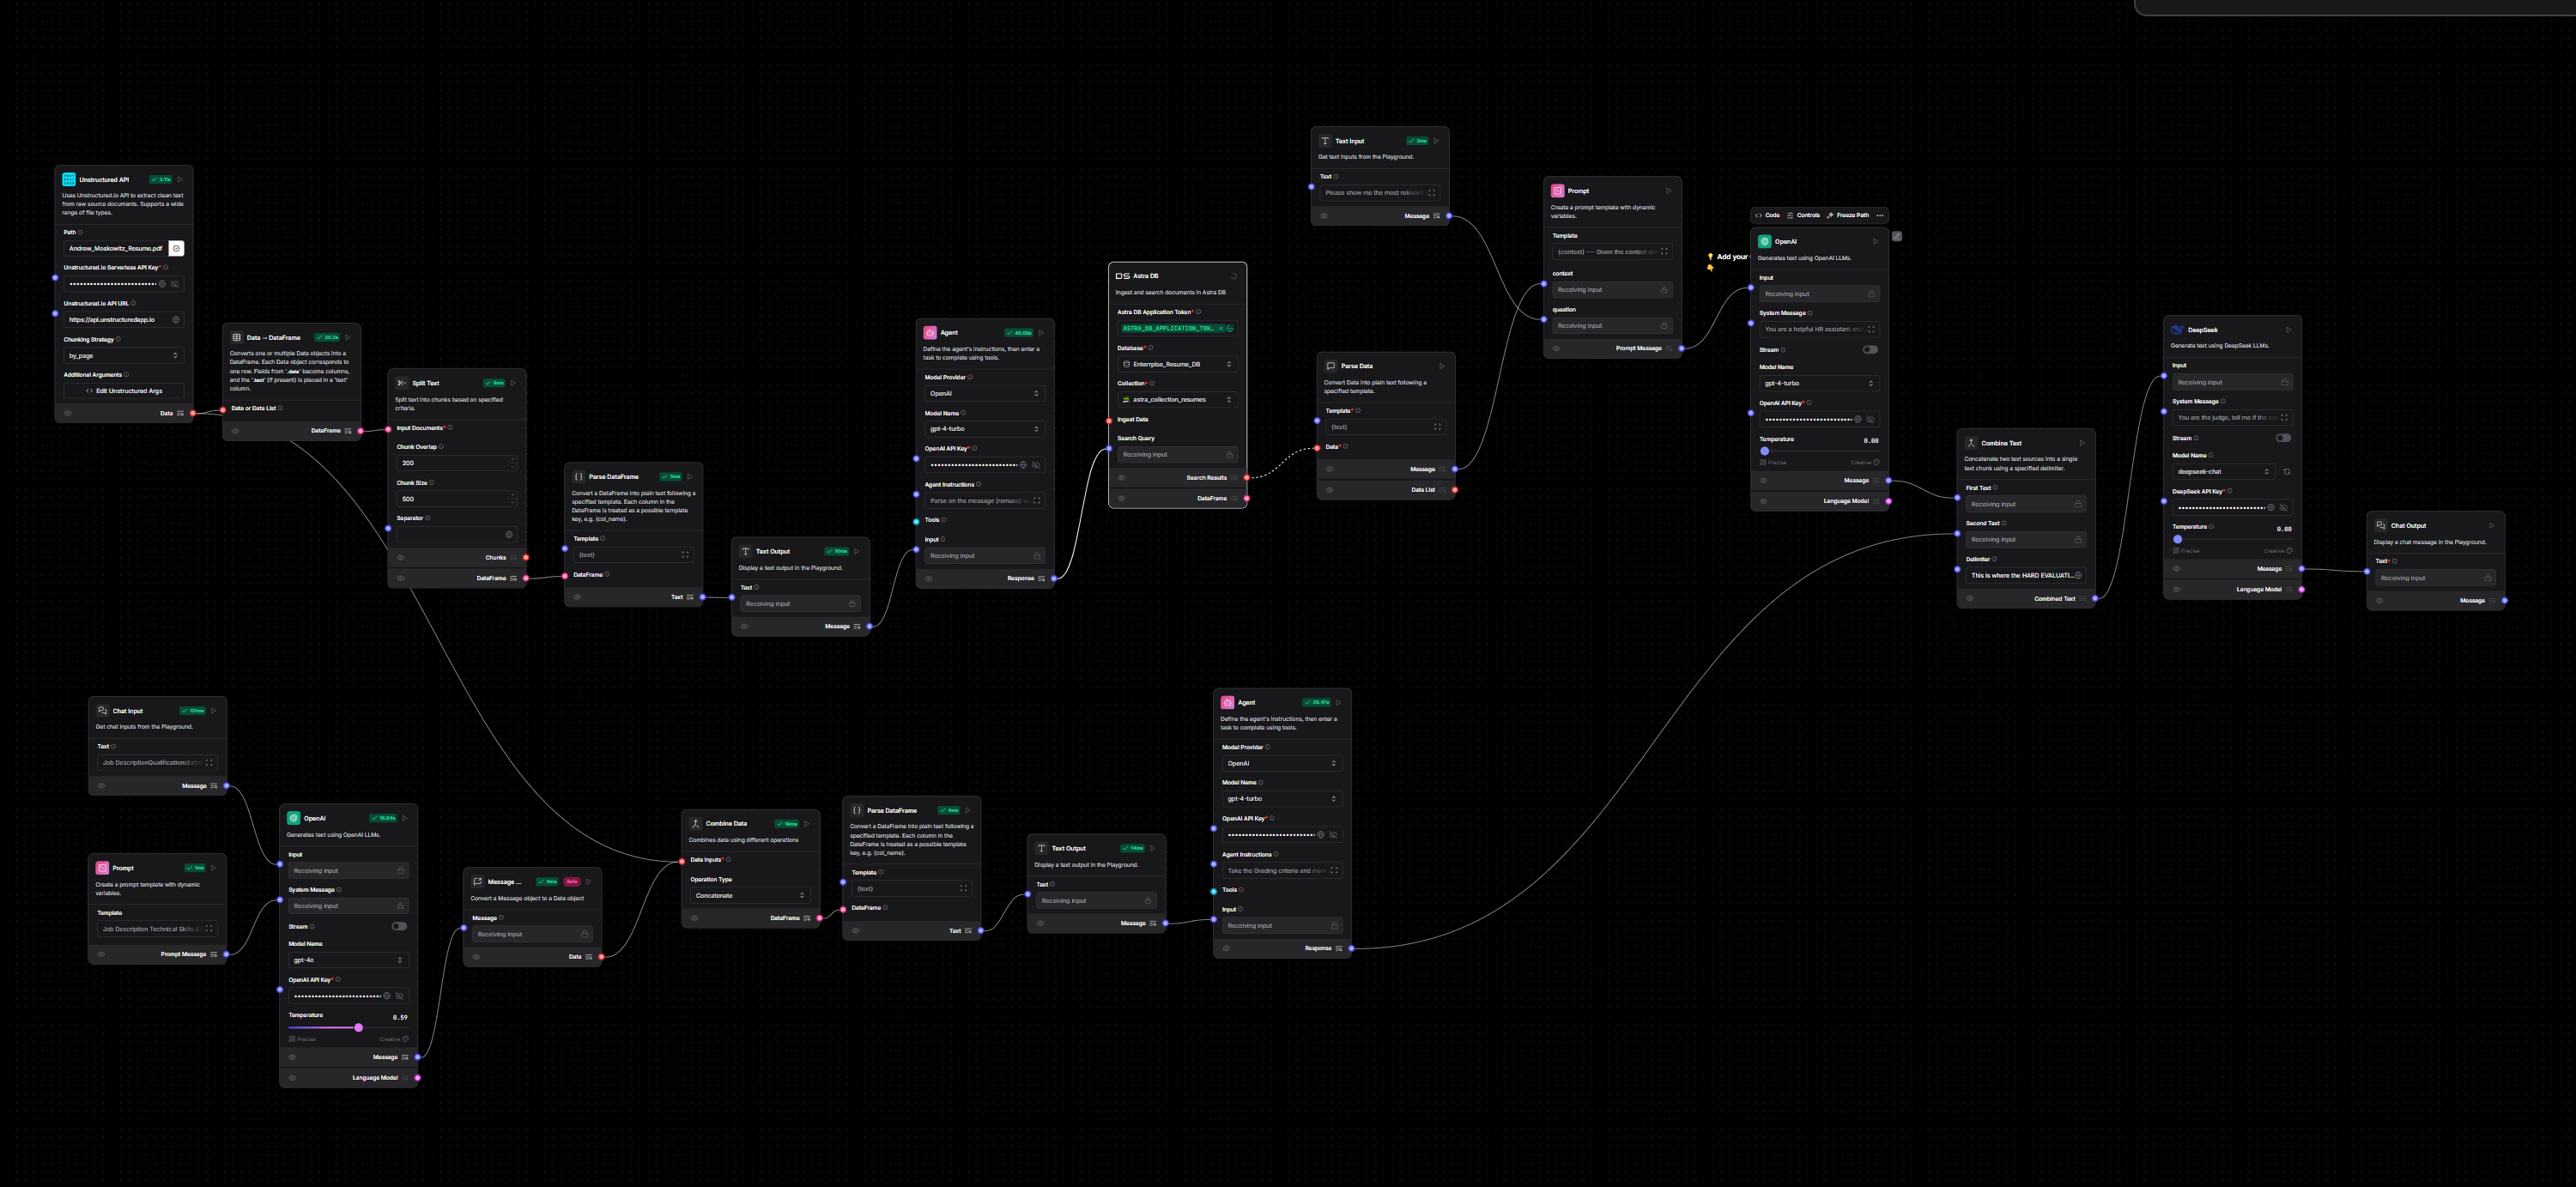 Unstructured API
3.11s
Uses Unstructured.io API to extract clean text
from raw source documents. Supports a wide
range of file types.
Path
Andrew_Moskowitz_Resume.pdf
Unstructured.io Serverless API Key*
Unstructured.io API URL
https://api.unstructuredapp.io
Chunking Strategy
by_page
Additional Arguments
Edit Unstructured Args
Data
Data → DataFrame
20.2s
Converts one or multiple Data objects into a
DataFrame. Each Data object corresponds to
one row. Fields from '.data' become columns,
and the '.text' (if present) is placed in a 'text'
column.
Data or Data List
DataFrame
Split Text
9ms
Split text into chunks based on specified
criteria.
Input Documents*
Chunk Overlap
200
Chunk Size
500
Separator
Chunks
DataFrame
Parse DataFrame
5ms
Convert a DataFrame into plain text following a
specified template. Each column in the
DataFrame is treated as a possible template
key, e.g. {col_name}.
Template
{text}
DataFrame
Text
Text Output
10ms
Display a text output in the Playground.
Text
Receiving input
Message
Agent
40.09s
Define the agent's instructions, then enter a
task to complete using tools.
Model Provider
OpenAI
Model Name
gpt-4-turbo
OpenAI API Key*
Agent Instructions
Parse on the message (remase)
Tools
Input
Receiving input
Response
DS Astra DB
Ingest and search documents in Astra DB
Astra DB Application Token*
ASTRA_DB_APPLICATION_TOK...
Database*
Enterprise_Resume_DB
Collection*
astra_collection_resumes
Ingest Data
Search Query
Receiving input
Search Results
DataFrame
Text Input
2ms
Get text inputs from the Playground.
Text
Please show me the most relevant
Message
Parse Data
Convert Data into plain text following a
specified template.
Template*
{text}
Data*
Message
Data List
Prompt
Create a prompt template with dynamic
variables.
Template
{context} --- Given the context
context
Receiving input
question
Receiving input
Prompt Message
Add your
Code Controls Freeze Path
OpenAI
Generates text using OpenAI LLMs.
Input
Receiving input
System Message
You are a helpful HR assistant and
Stream
Model Name
gpt-4-turbo
OpenAI API Key*
Temperature
0.08
Precise Creative
Message
Language Model
Combine Text
Concatenate two text sources into a single
text chunk using a specified delimiter.
First Text
Receiving input
Second Text
Receiving input
Delimiter
This is where the HARD EVALUATI...
Combined Text
DeepSeek
Generate text using DeepSeek LLMs.
Input
Receiving input
System Message
You are the judge, tell me if the
Stream
Model Name
deepseek-chat
DeepSeek API Key*
Temperature
0.00
Precise Creative
Message
Language Model
Chat Output
Display a chat message in the Playground.
Text*
Receiving input
Message
Chat Input
121ms
Get chat inputs from the Playground.
Text
Job DescriptionQualifications
Message
Prompt
1ms
Create a prompt template with dynamic
variables.
Template
Job Description Technical Skills
Prompt Message
OpenAI
16.84s
Generates text using OpenAI LLMs.
Input
Receiving input
System Message
Receiving input
Stream
Model Name
gpt-4o
OpenAI API Key*
Temperature
0.59
Precise Creative
Message
Language Model
Message ...
Beta
Convert a Message object to a Data object
Message
Receiving input
Data
Combine Data
Combines data using different operations
Data Inputs*
Operation Type
Concatenate
DataFrame
Parse DataFrame
4ms
Convert a DataFrame into plain text following a
specified template. Each column in the
DataFrame is treated as a possible template
key, e.g. {col_name}.
Template
{text}
DataFrame
Text
Text Output
14ms
Display a text output in the Playground.
Text
Receiving input
Message
Agent
Define the agent's instructions, then enter a
task to complete using tools.
Model Provider
OpenAI
Model Name
gpt-4-turbo
OpenAI API Key*
Agent Instructions
Take the Grading criteria and
Tools
Input
Receiving input
Response